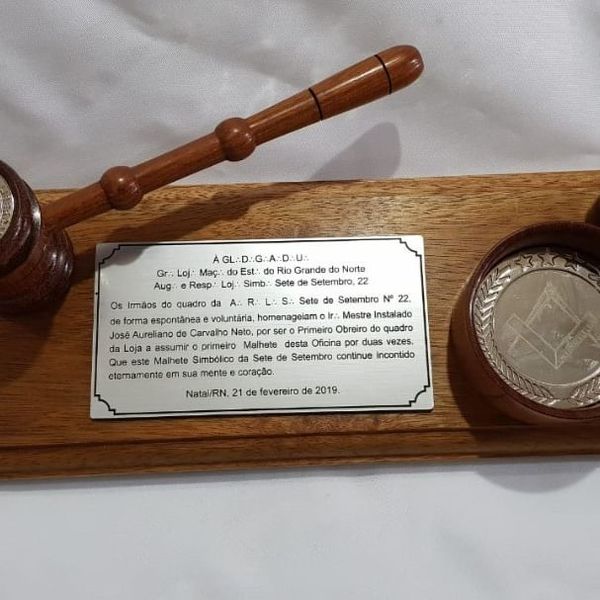 À GL∴D∴G∴A∴D∴U∴
Gr∴ Loj∴ Maç∴ do Est∴ do Rio Grande do Norte
Aug∴ e Resp∴ Loj∴ Simb∴ Sete de Setembro, 22
Os Irmãos do quadro da A∴ R∴ L∴ S∴ Sete de Setembro Nº 22,
de forma espontânea e voluntária, homenageiam o Ir∴ Mestre Instalado
José Aureliano de Carvalho Neto, por ser o Primeiro Obreiro do quadro
da Loja a assumir o primeiro Malhete desta Oficina por duas vezes.
Que este Malhete Simbólico da Sete de Setembro continue incontido
eternamente em sua mente e coração.
Natal/RN, 21 de fevereiro de 2019.